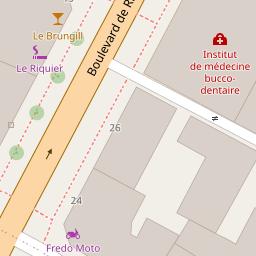 Le Brungill
Le Riquier
Boulevard de
Institut
de médecine
bucco-
dentaire
26
24
Fredo Moto